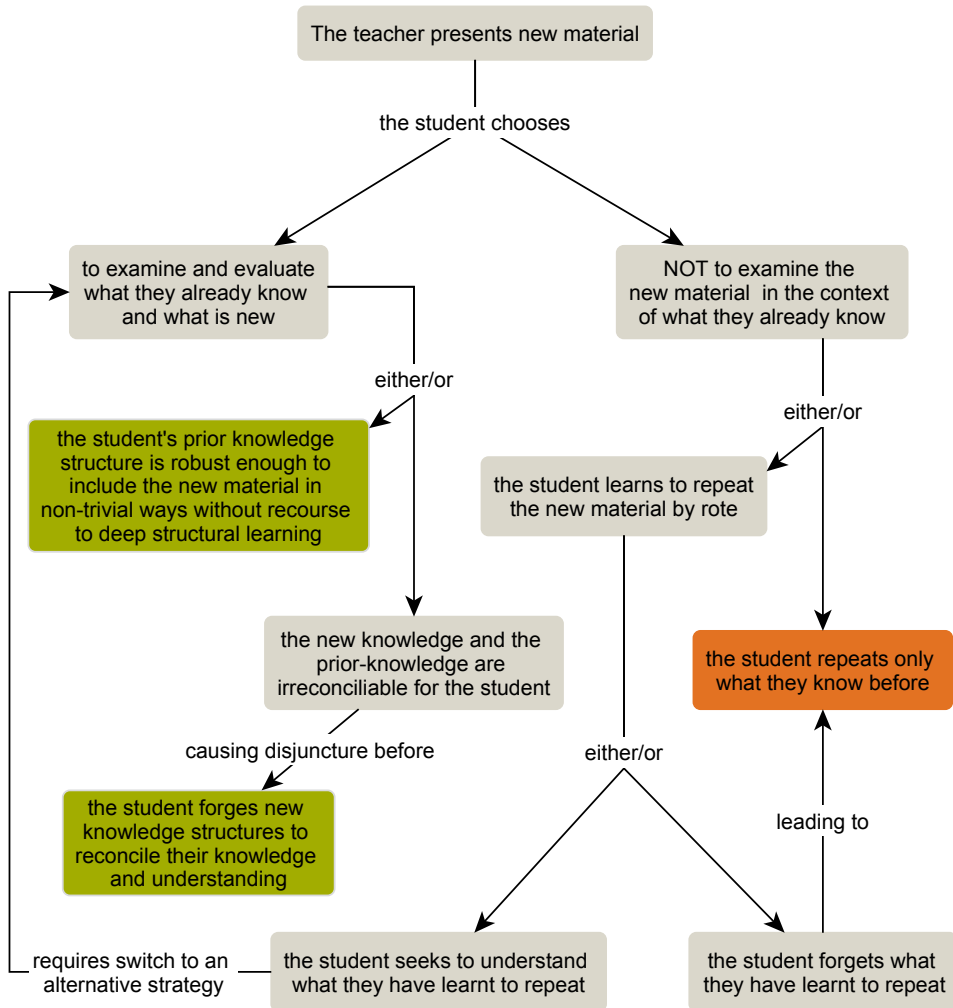 The teacher presents new material
the student chooses
to examine and evaluate
what they already know
and what is new
NOT to examine the
new material in the context
of what they already know
either/or
either/or
the student's prior knowledge
structure is robust enough to
include the new material in
non-trivial ways without recourse
to deep structural learning
the student learns to repeat
the new material by rote
the new knowledge and the
prior-knowledge are
irreconciliable for the student
the student repeats only
what they know before
causing disjuncture before
either/or
the student forges new
knowledge structures to
reconcile their knowledge
and understanding
leading to
requires switch to an
alternative strategy
the student seeks to understand
what they have learnt to repeat
the student forgets what
they have learnt to repeat